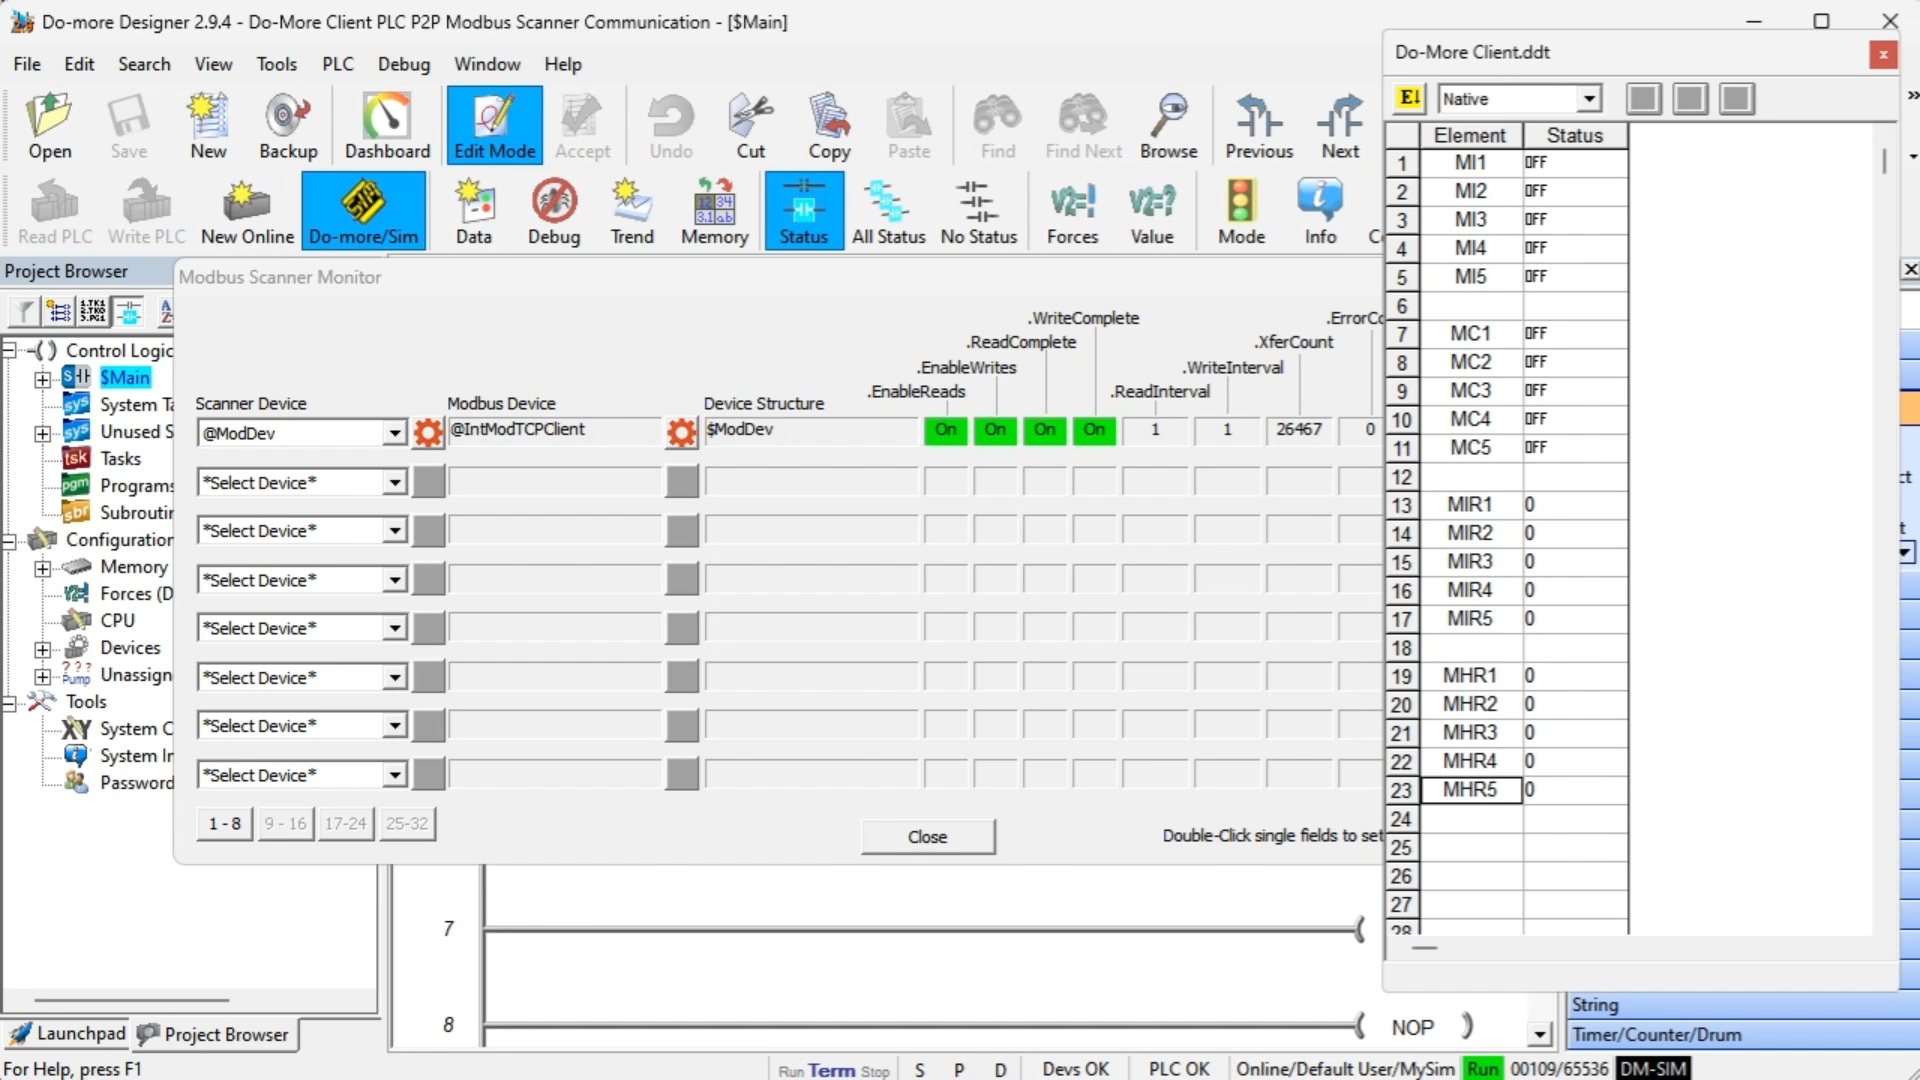 Do-more Designer 2.9.4 - Do-More Client PLC P2P Modbus Scanner Communication - [$Main]
File Edit Search View Tools PLC Debug Window Help
Open Save New Backup Dashboard Edit Mode Accept Undo Cut Copy Paste Find Find Next Browse Previous Next
Read PLC Write PLC New Online Do-more/Sim Data Debug Trend Memory Status All Status No Status Forces Value Mode Info C
Project Browser
Control Logic
$Main
System Ta
Unused S
Tasks
Programs
Subroutin
Configuration
Memory
Forces (D
CPU
Devices
Unassign
Tools
System C
System In
Password
Launchpad Project Browser
Modbus Scanner Monitor
.WriteComplete .ErrorCo
.ReadComplete .XferCount
.EnableWrites .WriteInterval
.EnableReads .ReadInterval
Scanner Device Modbus Device Device Structure
@ModDev @IntModTCPClient $ModDev On On On On 1 1 26467 0
*Select Device*
*Select Device*
*Select Device*
*Select Device*
*Select Device*
*Select Device*
*Select Device*
1 - 8 9 - 16 17-24 25-32
Close
Double-Click single fields to set
7
8 NOP
Do-More Client.ddt
Native
Element Status
1 MI1 OFF
2 MI2 OFF
3 MI3 OFF
4 MI4 OFF
5 MI5 OFF
6
7 MC1 OFF
8 MC2 OFF
9 MC3 OFF
10 MC4 OFF
11 MC5 OFF
12
13 MIR1 0
14 MIR2 0
15 MIR3 0
16 MIR4 0
17 MIR5 0
18
19 MHR1 0
20 MHR2 0
21 MHR3 0
22 MHR4 0
23 MHR5 0
24
25
26
27
28
String
Timer/Counter/Drum
For Help, press F1 Run Term Stop S P D Devs OK PLC OK Online/Default User/MySim Run 00109/65536 DM-SIM